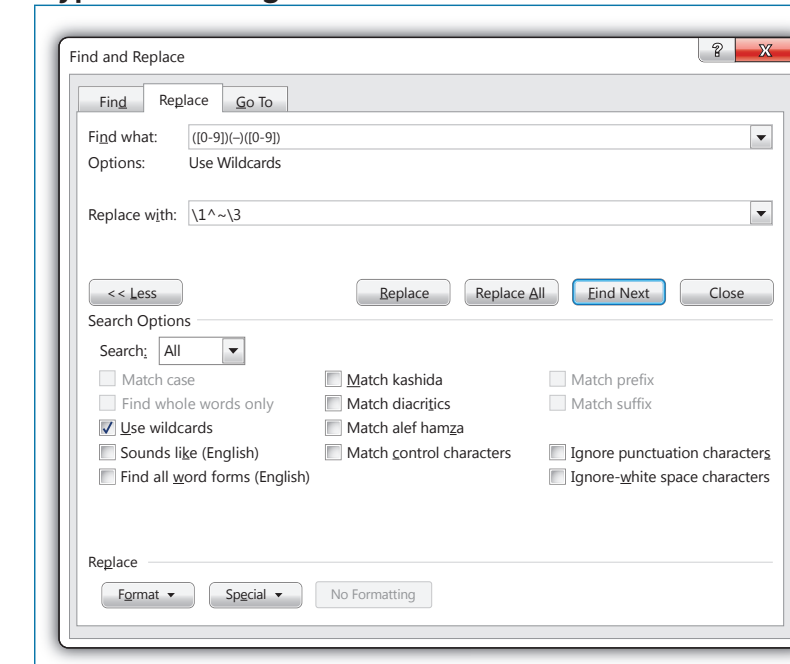 Find and Replace
Find Replace Go To
Find what: ([0-9])(–)([0-9])
Options: Use Wildcards
Replace with: \1^~\3
<< Less Replace Replace All Find Next Close
Search Options
Search: All
Match case Match kashida Match prefix
Find whole words only Match diacritics Match suffix
Use wildcards Match alef hamza
Sounds like (English) Match control characters Ignore punctuation characters
Find all word forms (English) Ignore-white space characters
Replace
Format Special No Formatting